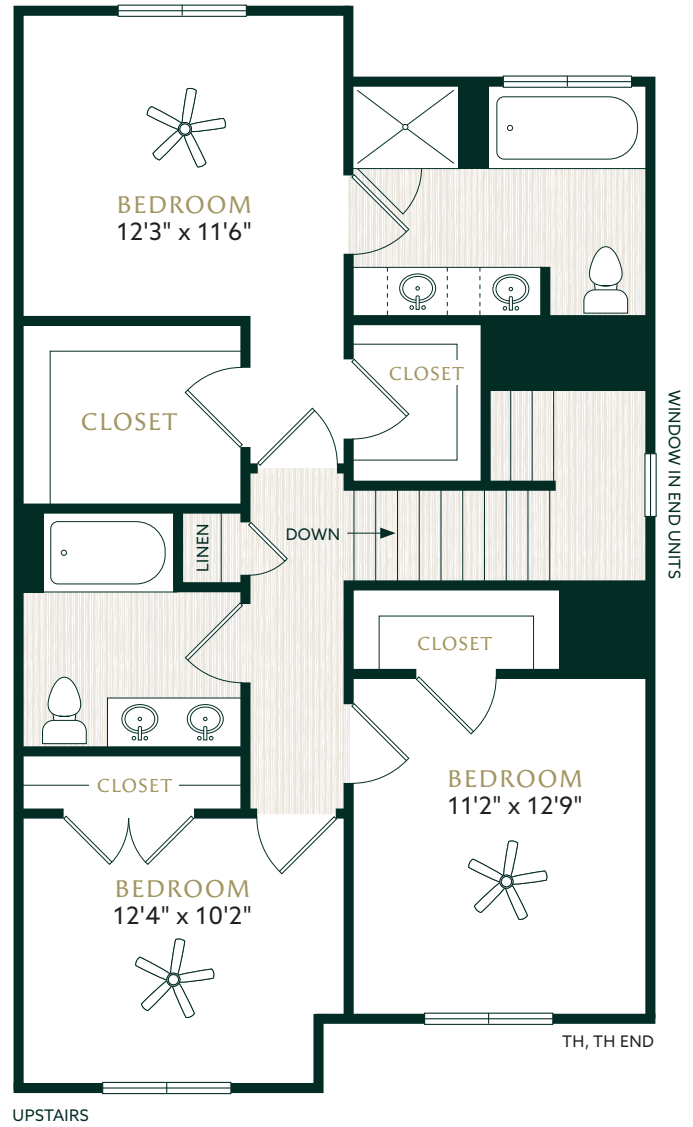 BEDROOM
12'3" x 11'6"
CLOSET
CLOSET
WINDOW IN END UNITS
LINEN
DOWN
CLOSET
CLOSET
BEDROOM
11'2" x 12'9"
BEDROOM
12'4" x 10'2"
TH, TH END
UPSTAIRS